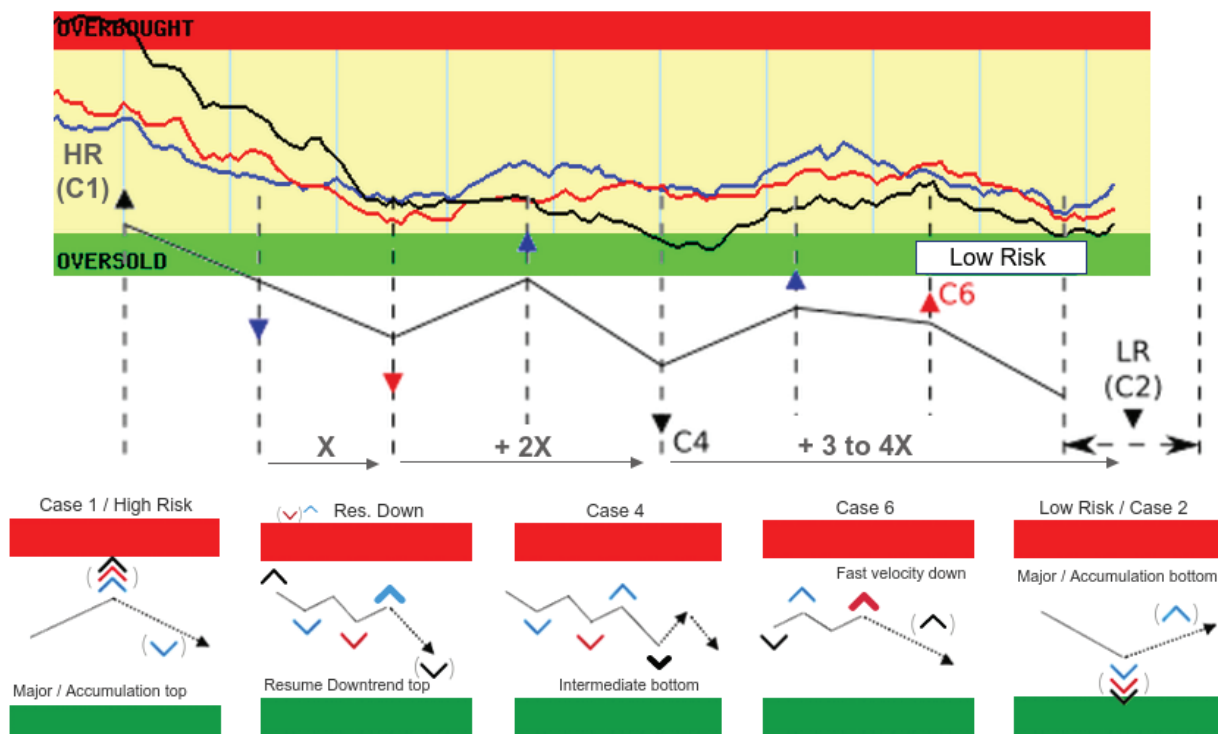 OVERBOUGHT
HR
(C1)
OVERSOLD
Low Risk
C6
LR
(C2)
C4
X
+ 2X
+ 3 to 4X
Case 1 / High Risk
Major / Accumulation top
Res. Down
Resume Downtrend top
Case 4
Intermediate bottom
Case 6
Fast velocity down
Low Risk / Case 2
Major / Accumulation bottom